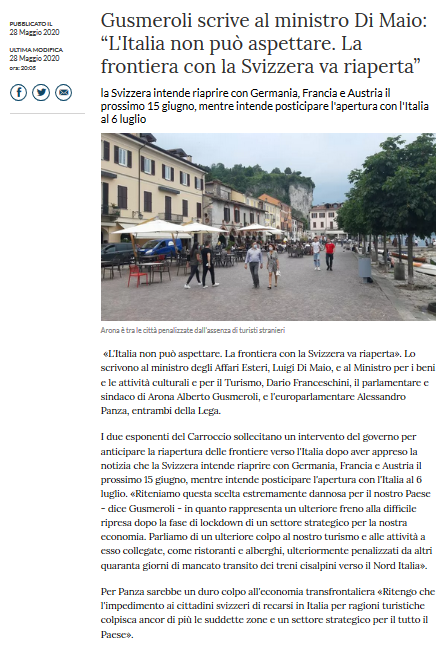 PUBBLICATO IL
28 Maggio 2020
ULTIMA MODIFICA
28 Maggio 2020
ora: 20:05
Gusmeroli scrive al ministro Di Maio:
“L'Italia non può aspettare. La
frontiera con la Svizzera va riaperta”
la Svizzera intende riaprire con Germania, Francia e Austria il
prossimo 15 giugno, mentre intende posticipare l'apertura con l'Italia
al 6 luglio
Arona è tra le città penalizzate dall'assenza di turisti stranieri
«L'Italia non può aspettare. La frontiera con la Svizzera va riaperta». Lo
scrivono al ministro degli Affari Esteri, Luigi Di Maio, e al Ministro per i beni
e le attività culturali e per il Turismo, Dario Franceschini, il parlamentare e
sindaco di Arona Alberto Gusmeroli, e l'europarlamentare Alessandro
Panza, entrambi della Lega.
I due esponenti del Carroccio sollecitano un intervento del governo per
anticipare la riapertura delle frontiere verso l'Italia dopo aver appreso la
notizia che la Svizzera intende riaprire con Germania, Francia e Austria il
prossimo 15 giugno, mentre intende posticipare l'apertura con l'Italia al 6
luglio. «Riteniamo questa scelta estremamente dannosa per il nostro Paese
- dice Gusmeroli - in quanto rappresenta un ulteriore freno alla difficile
ripresa dopo la fase di lockdown di un settore strategico per la nostra
economia. Parliamo di un ulteriore colpo al nostro turismo e alle attività a
esso collegate, come ristoranti e alberghi, ulteriormente penalizzati da altri
quaranta giorni di mancato transito dei treni cisalpini verso il Nord Italia».
Per Panza sarebbe un duro colpo all'economia transfrontaliera «Ritengo che
l'impedimento ai cittadini svizzeri di recarsi in Italia per ragioni turistiche
colpisca ancor di più le suddette zone e un settore strategico per il tutto il
Paese».